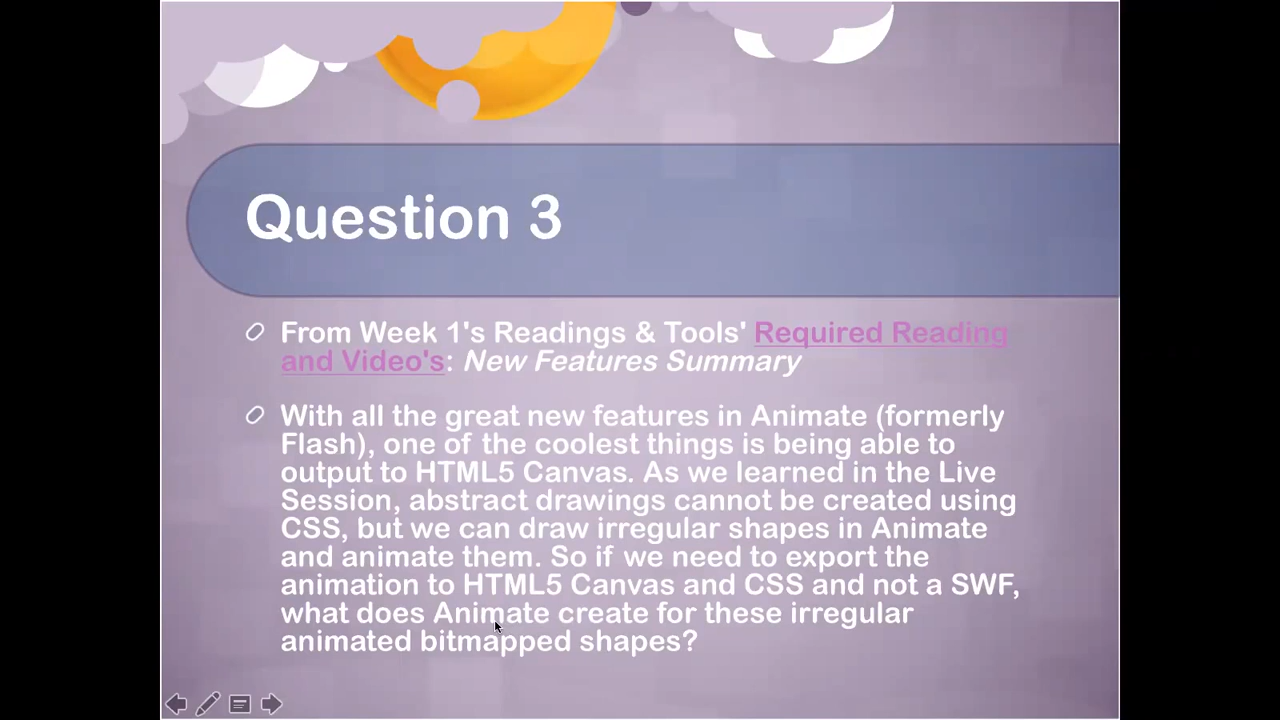 Question 3
From Week 1's Readings & Tools' Required Reading
and Video's: New Features Summary
With all the great new features in Animate (formerly
Flash), one of the coolest things is being able to
output to HTML5 Canvas. As we learned in the Live
Session, abstract drawings cannot be created using
CSS, but we can draw irregular shapes in Animate
and animate them. So if we need to export the
animation to HTML5 Canvas and CSS and not a SWF,
what does Animate create for these irregular
animated bitmapped shapes?